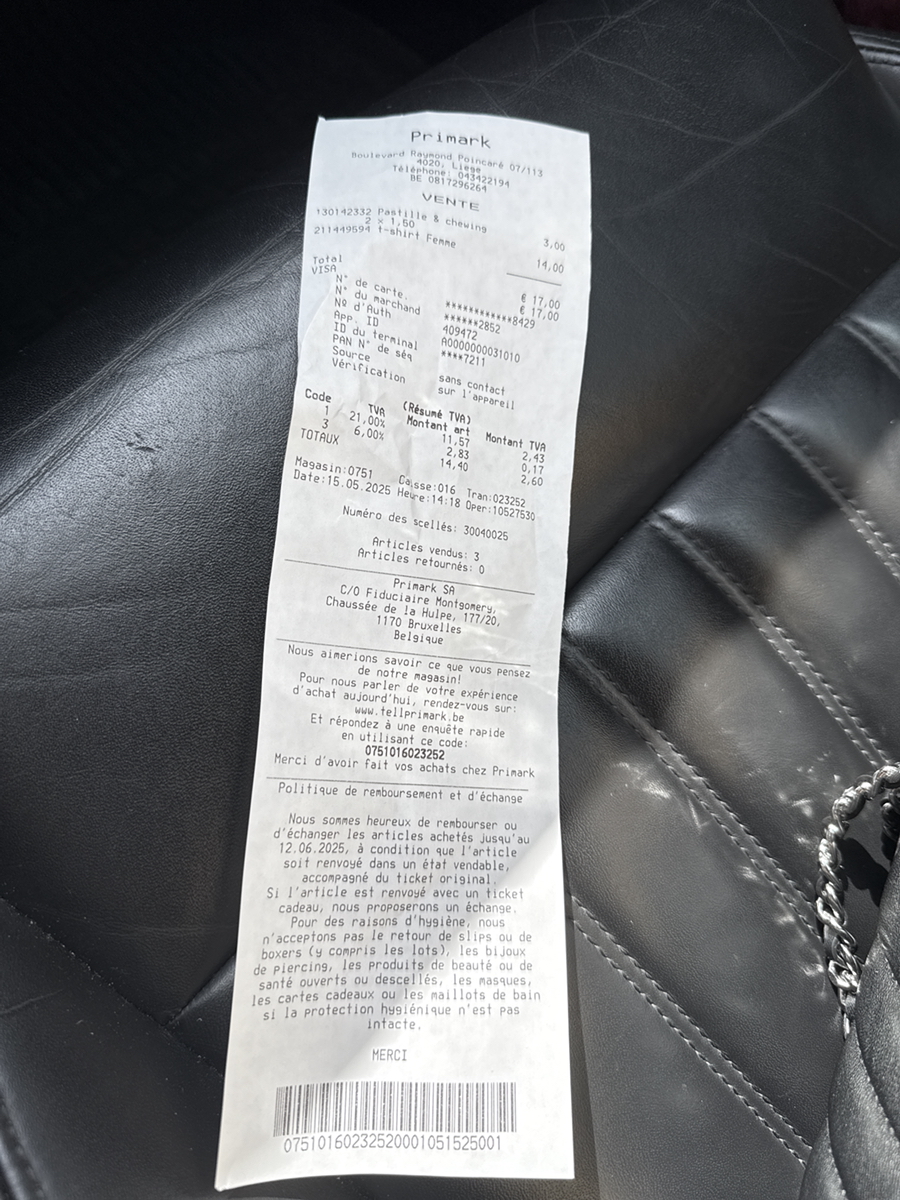 Primark
Boulevard Raymond Poincaré 07/113
4020, Liege
Téléphone: 043422194
BE 0817296264
VENTE
130142332 Pastille & chewing
2 x 1,50 3,00
211449594 t-shirt Femme 14,00
Total € 17,00
VISA € 17,00
N° de carte. ************8429
N° du marchand ******2852
Nº d'Auth 409472
App. ID A0000000031010
ID du terminal ****7211
PAN N° de séq
Source sans contact
Vérification sur l'appareil
(Résumé TVA)
Code TVA Montant art Montant TVA
1 21,00% 11,57 2,43
3 6,00% 2,83 0,17
TOTAUX 14,40 2,60
Magasin:0751 Caisse:016 Tran:023252
Date:15.05.2025 Heure:14:18 Oper:10527530
Numéro des scellés: 30040025
Articles vendus: 3
Articles retournés: 0
Primark SA
C/O Fiduciaire Montgomery,
Chaussée de la Hulpe, 177/20,
1170 Bruxelles
Belgique
Nous aimerions savoir ce que vous pensez
de notre magasin!
Pour nous parler de votre expérience
d'achat aujourd'hui, rendez-vous sur:
www.tellprimark.be
Et répondez à une enquête rapide
en utilisant ce code:
0751016023252
Merci d'avoir fait vos achats chez Primark
Politique de remboursement et d'échange
Nous sommes heureux de rembourser ou
d'échanger les articles achetés jusqu'au
12.06.2025, à condition que l'article
soit renvoyé dans un état vendable,
accompagné du ticket original.
Si l'article est renvoyé avec un ticket
cadeau, nous proposerons un échange.
Pour des raisons d'hygiène, nous
n'acceptons pas le retour de slips ou de
boxers (y compris les lots), les bijoux
de piercing, les produits de beauté ou de
santé ouverts ou descellés, les masques,
les cartes cadeaux ou les maillots de bain
si la protection hygiénique n'est pas
intacte.
MERCI
07510160232520001051525001